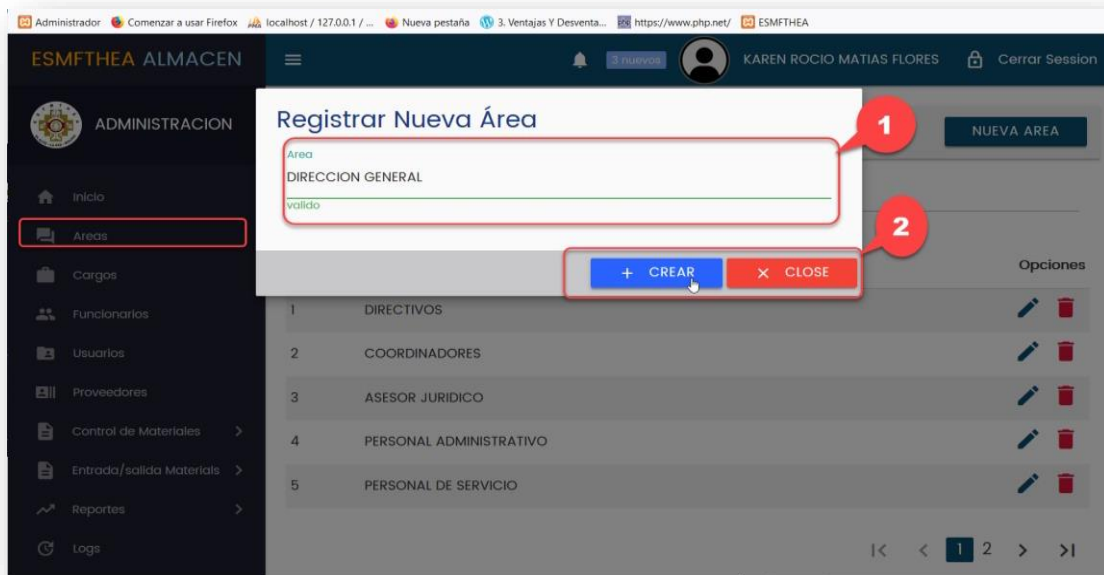 Administrador Comenzar a usar Firefox localhost / 127.0.0.1 / ... Nueva pestaña 3. Ventajas Y Desventa... https://www.php.net/ ESMFTHEA
ESMFTHEA ALMACEN
3 nuevos KAREN ROCIO MATIAS FLORES Cerrar Session
ADMINISTRACION
Inicio
Areas
Cargos
Funcionarios
Usuarios
Proveedores
Control de Materiales >
Entrada/salida Materials >
Reportes >
Logs
NUEVA AREA
Registrar Nueva Área
Area
DIRECCION GENERAL
valido
1
+ CREAR × CLOSE
2
Opciones
1 DIRECTIVOS
2 COORDINADORES
3 ASESOR JURIDICO
4 PERSONAL ADMINISTRATIVO
5 PERSONAL DE SERVICIO
|< < 1 2 > >|